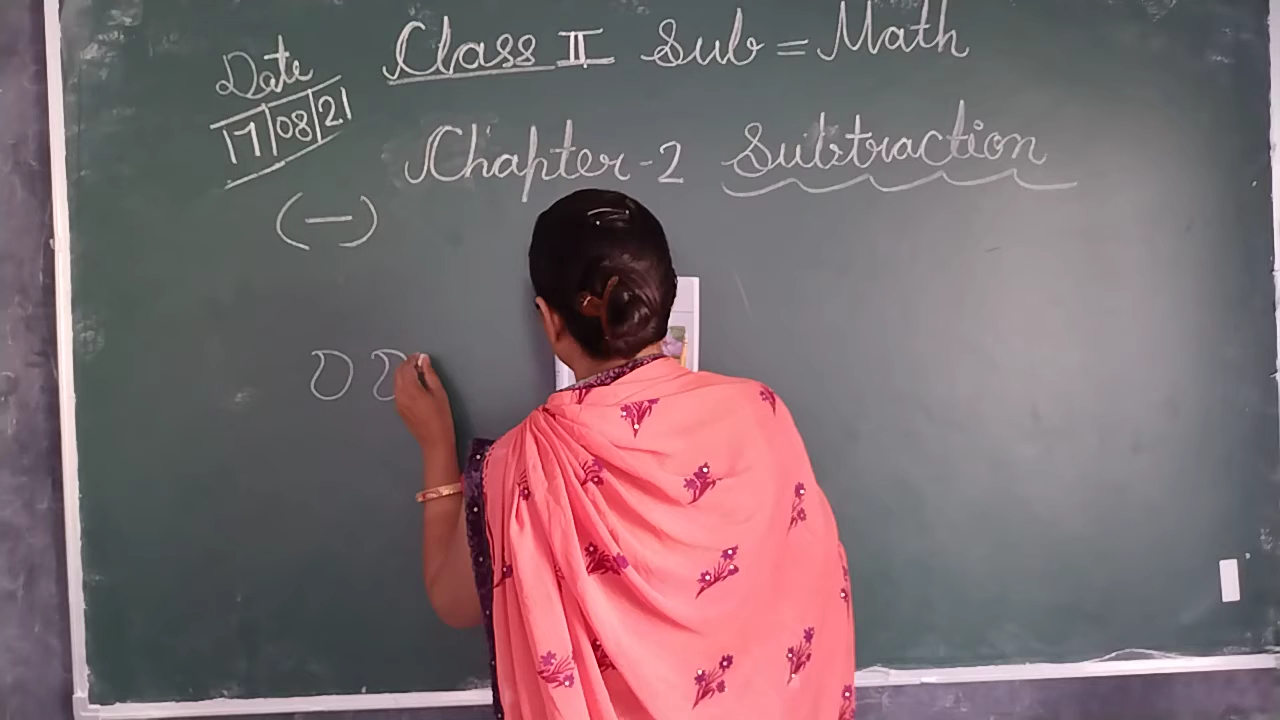 Class II Sub = Math
Date
17/08/21
Chapter-2 Subtraction
(—)